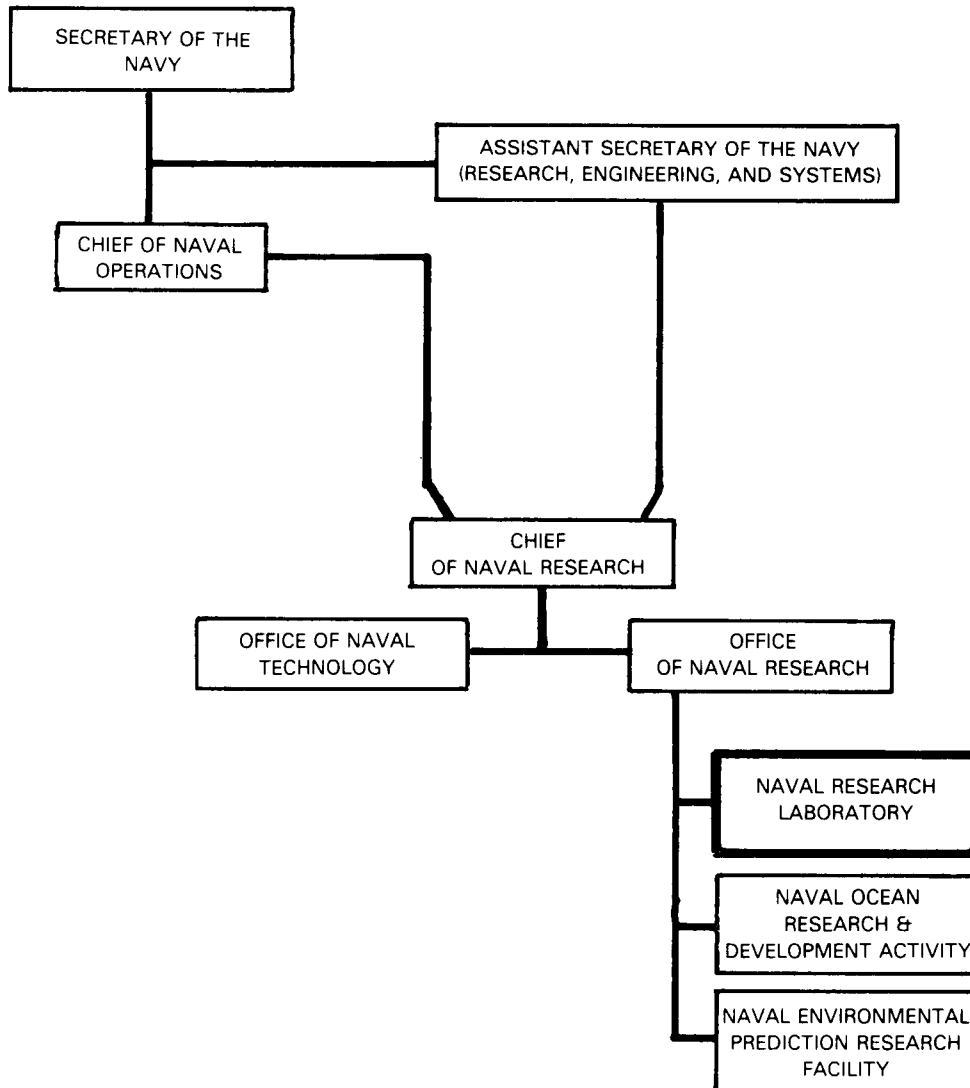 SECRETARY OF THE
NAVY
ASSISTANT SECRETARY OF THE NAVY
(RESEARCH, ENGINEERING, AND SYSTEMS)
CHIEF OF NAVAL
OPERATIONS
CHIEF
OF NAVAL RESEARCH
OFFICE OF NAVAL
TECHNOLOGY
OFFICE
OF NAVAL RESEARCH
NAVAL RESEARCH
LABORATORY
NAVAL OCEAN
RESEARCH &
DEVELOPMENT ACTIVITY
NAVAL ENVIRONMENTAL
PREDICTION RESEARCH
FACILITY